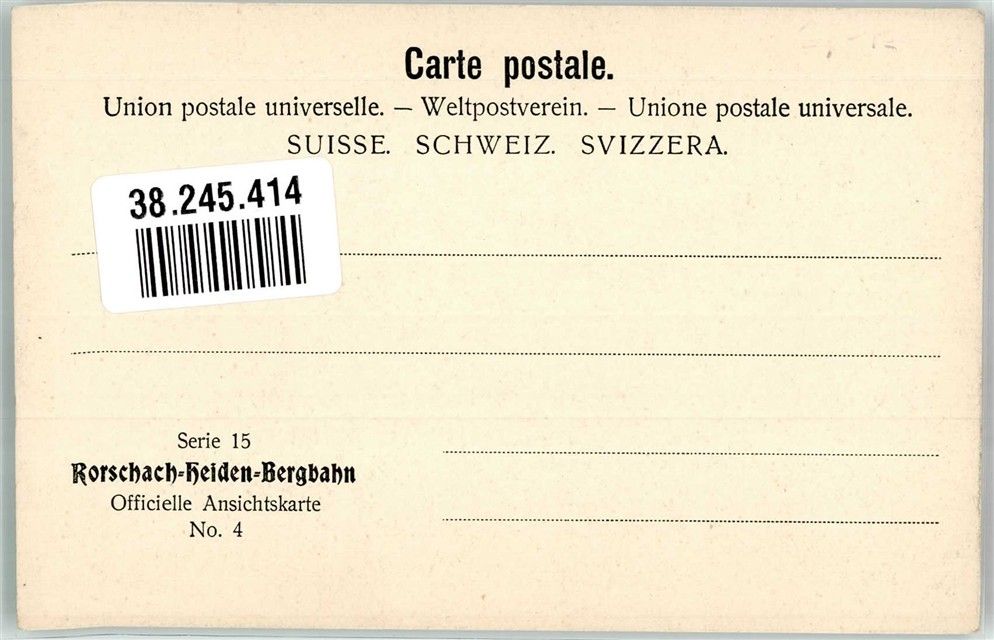 Carte postale.
Union postale universelle. — Weltpostverein. — Unione postale universale.
SUISSE. SCHWEIZ. SVIZZERA.
38.245.414
Serie 15
Rorschach-Heiden-Bergbahn
Officielle Ansichtskarte
No. 4